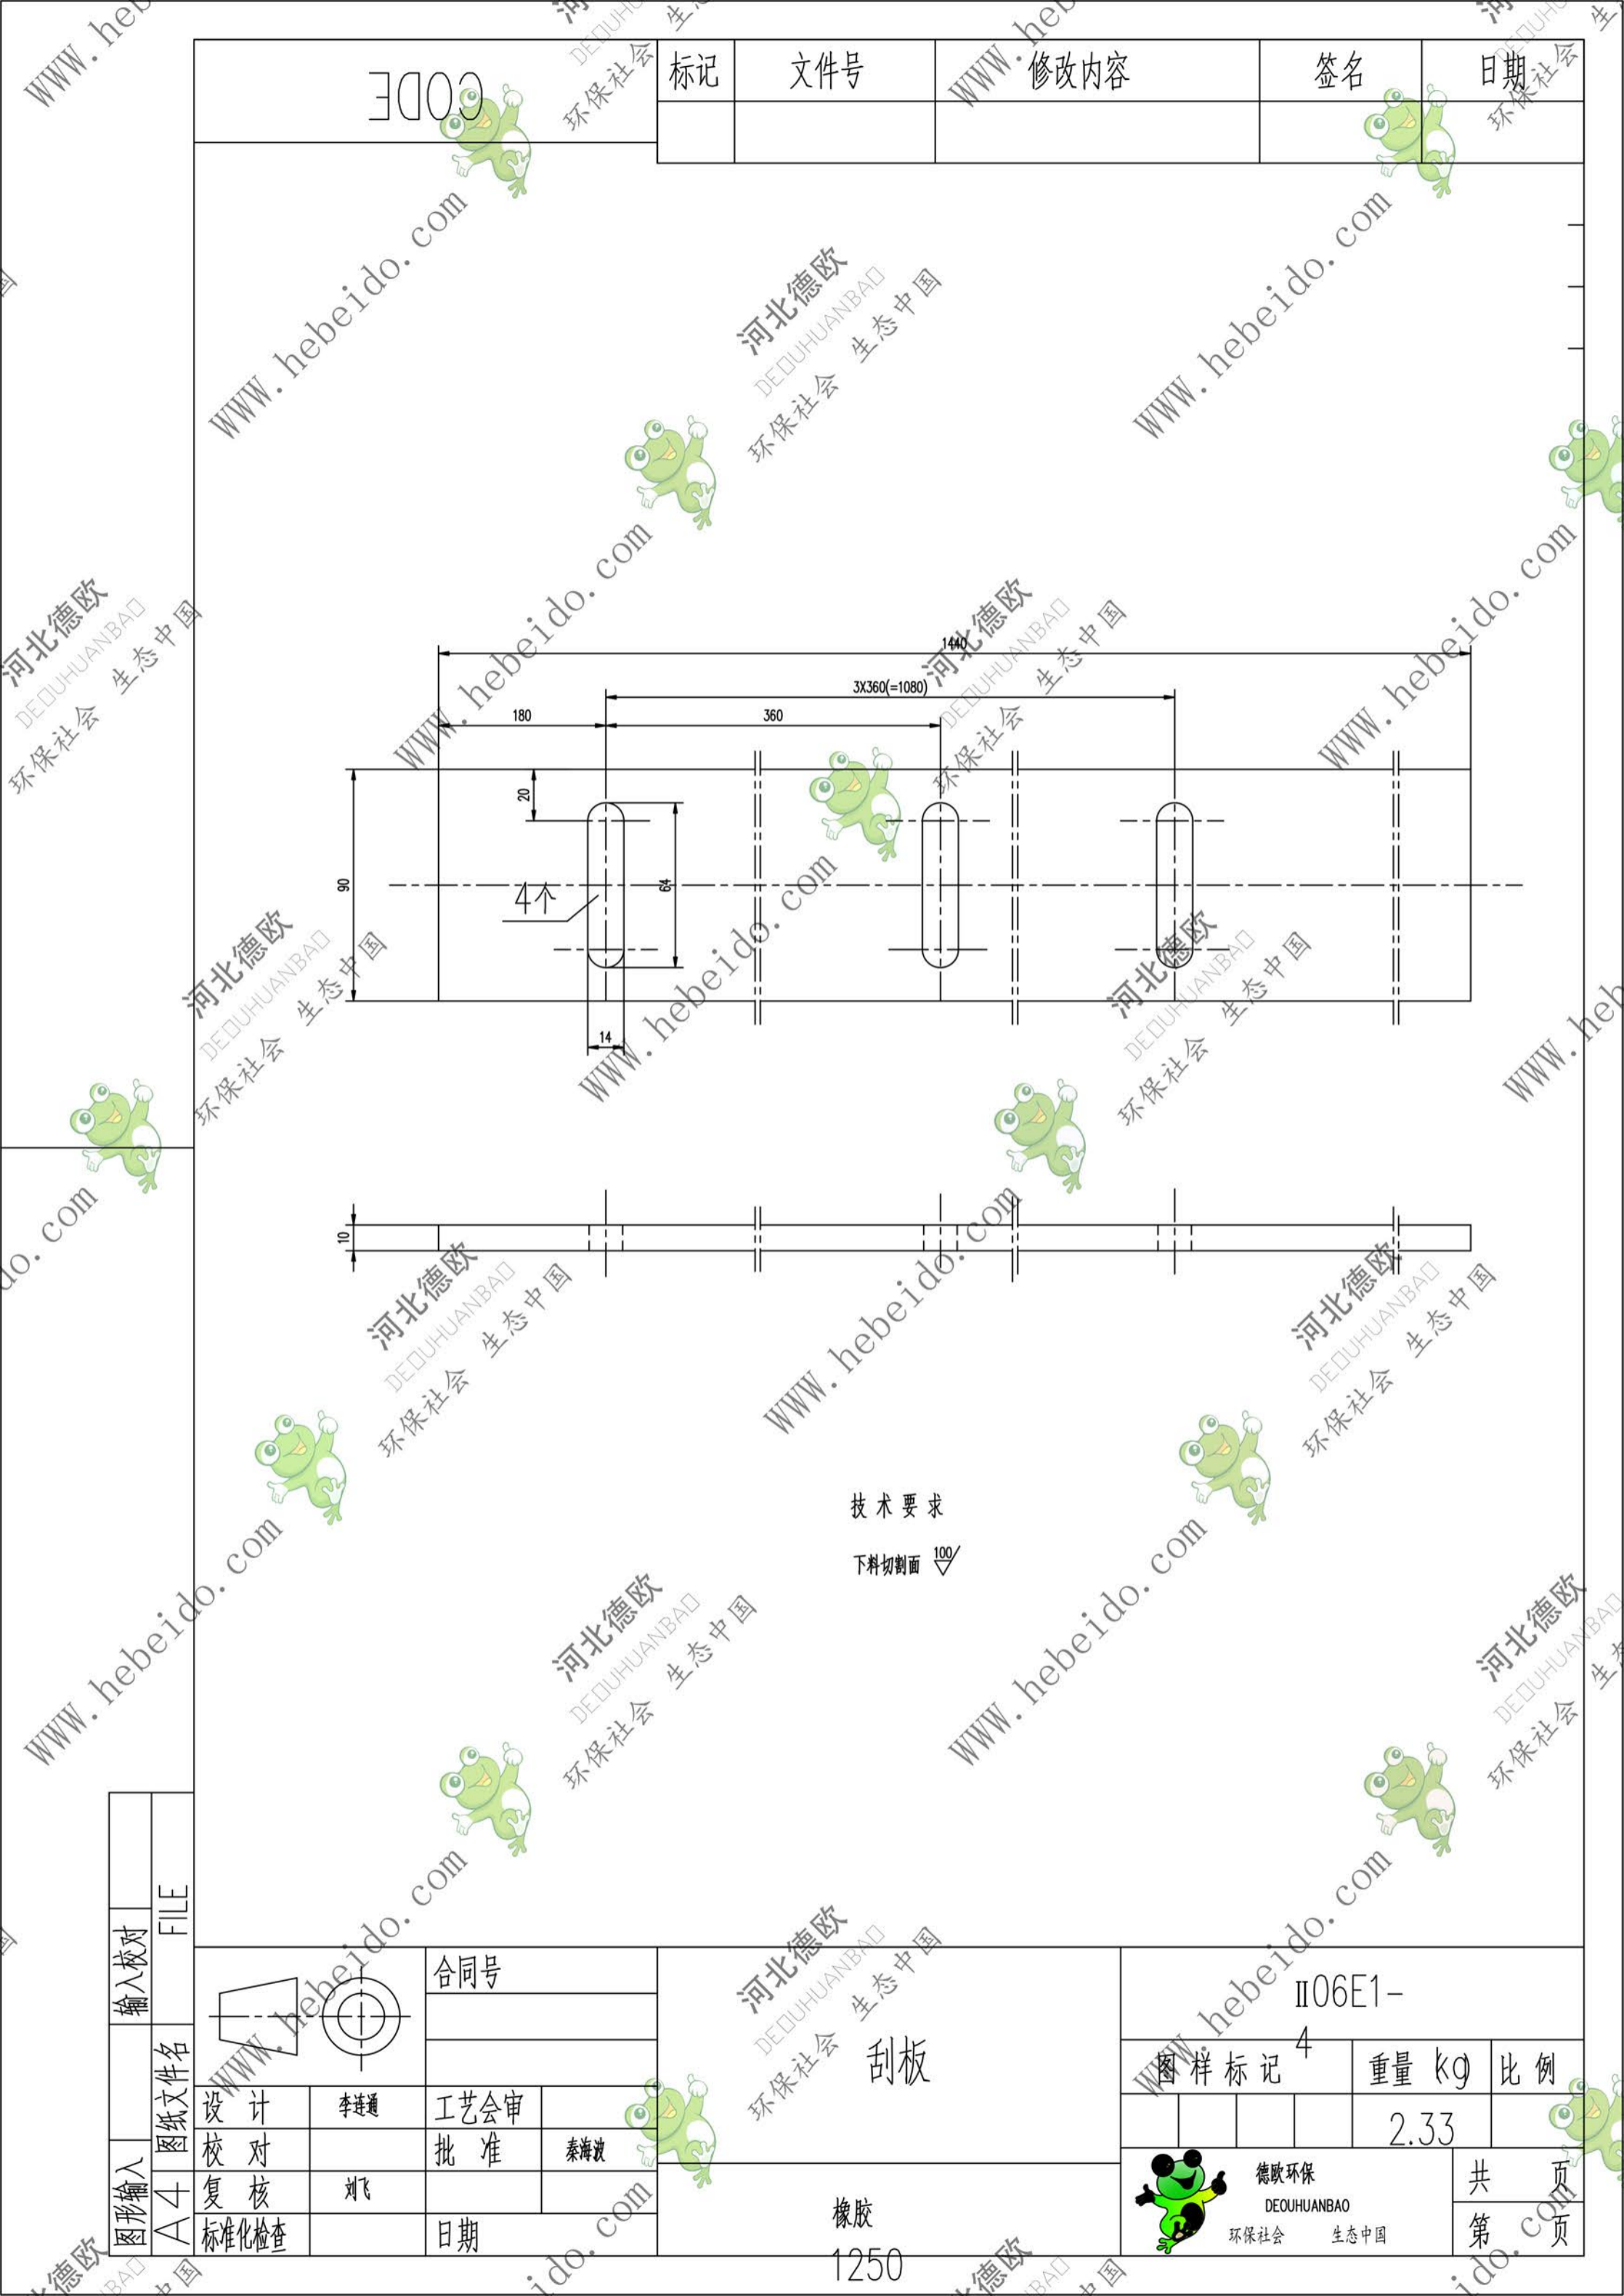 CODE
标记 文件号 修改内容 签名 日期
1440
3X360(=1080)
180 360
20
90
4个
64
14
10
技术要求
下料切割面 100
输入校对
FILE
图形输入
图纸文件名
A4
合同号
设计 李连通 工艺会审
校对 批准 秦海波
复核 刘飞
标准化检查 日期
刮板
橡胶
1250
II06E1-
4
图样标记 重量(kg) 比例
2.33
德欧环保
DEOUHUANBAO
环保社会 生态中国
共 页
第 页
WWW.hebeido.com
河北德欧
DEOUHUANBAO
环保社会 生态中国